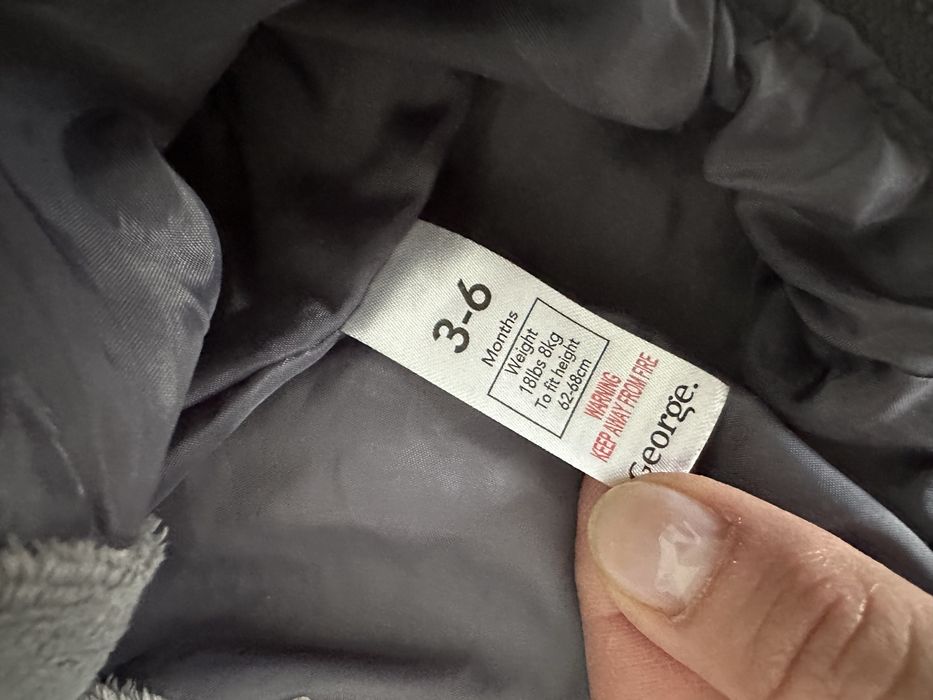 3-6
Months
Weight
18lbs 8kg
To fit height
62-68cm
WARNING
KEEP AWAY FROM FIRE
George.